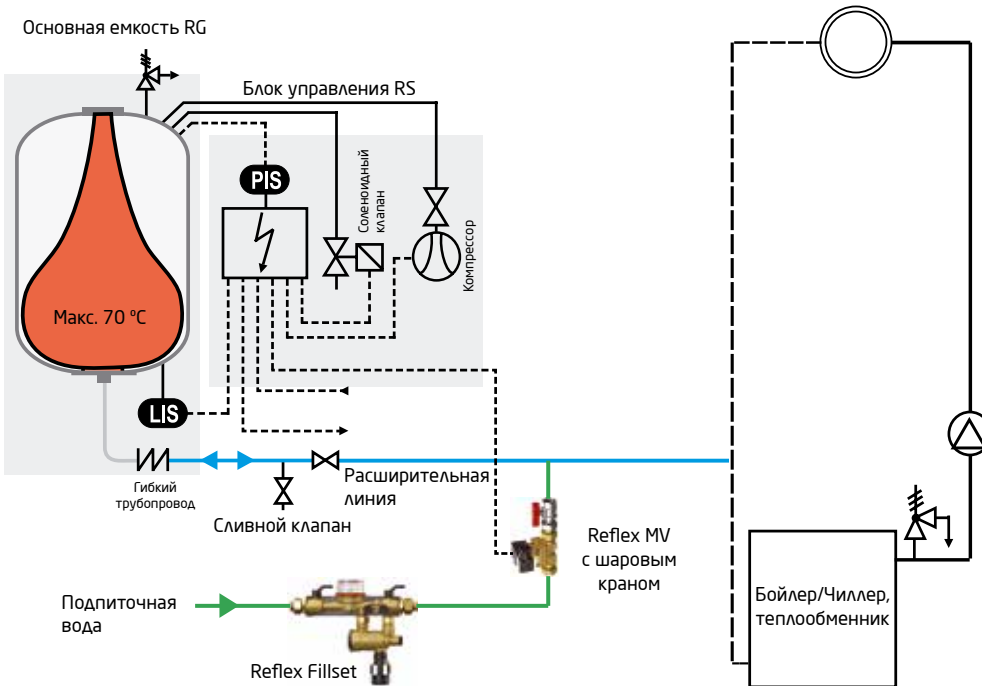 Основная емкость RG
Блок управления RS
PIS
Соленоидный
клапан
Компрессор
Макс. 70 ºC
LIS
Гибкий
трубопровод
Расширительная
линия
Сливной клапан
Reflex MV
с шаровым
краном
Подпиточная
вода
Reflex Fillset
Бойлер/Чиллер,
теплообменник